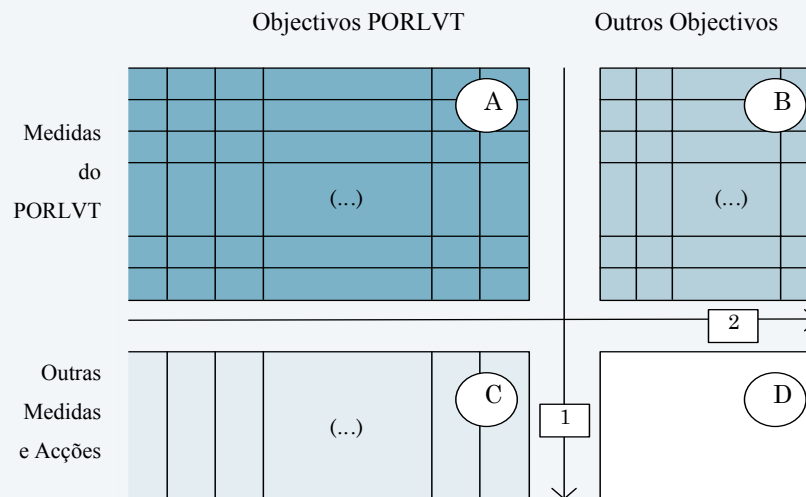 Objectivos PORLVT
Outros Objectivos
A
B
Medidas
do
PORLVT
(...)
(...)
2
Outras
Medidas
e Acções
C
D
(...)
1